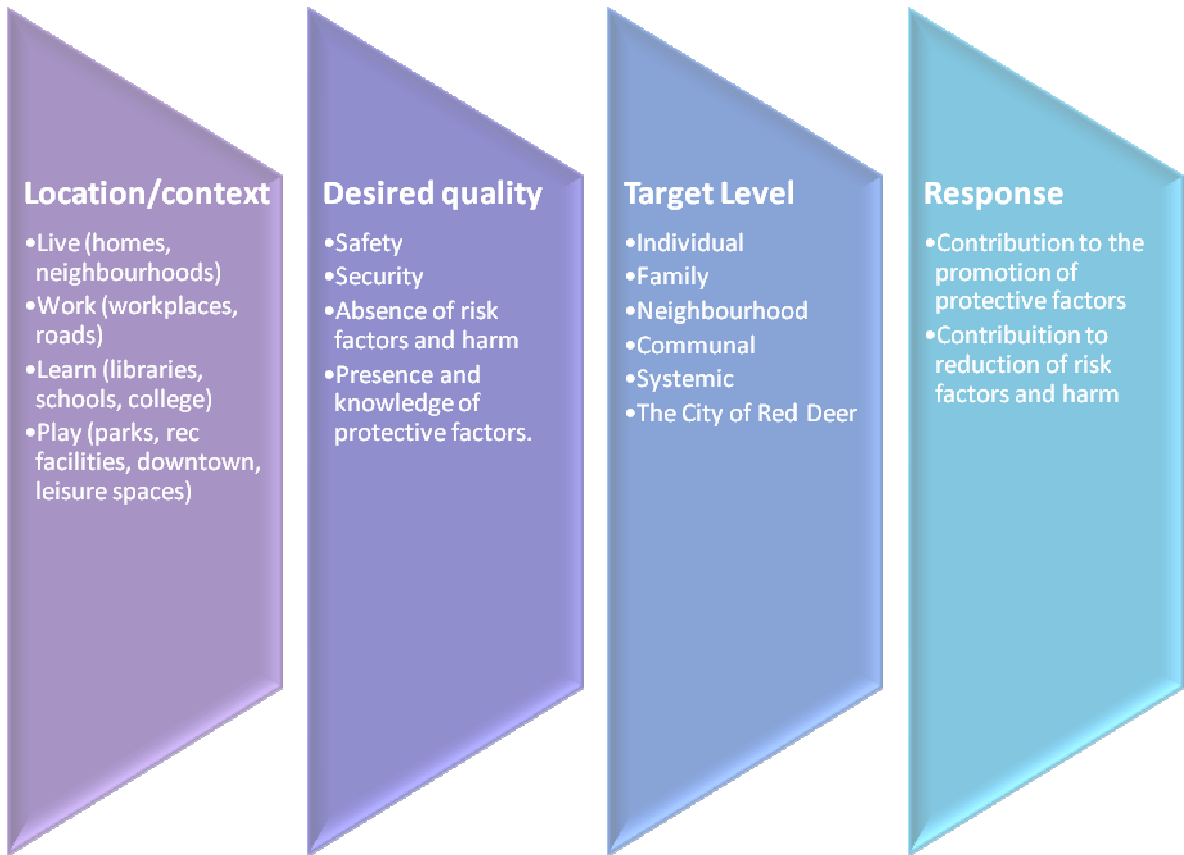 Location/context
•Live (homes,
neighbourhoods)
•Work (workplaces,
roads)
•Learn (libraries,
schools, college)
•Play (parks, rec
facilities, downtown,
leisure spaces)
Desired quality
•Safety
•Security
•Absence of risk
factors and harm
•Presence and
knowledge of
protective factors.
Target Level
•Individual
•Family
•Neighbourhood
•Communal
•Systemic
•The City of Red Deer
Response
•Contribution to the
promotion of
protective factors
•Contribuition to
reduction of risk
factors and harm